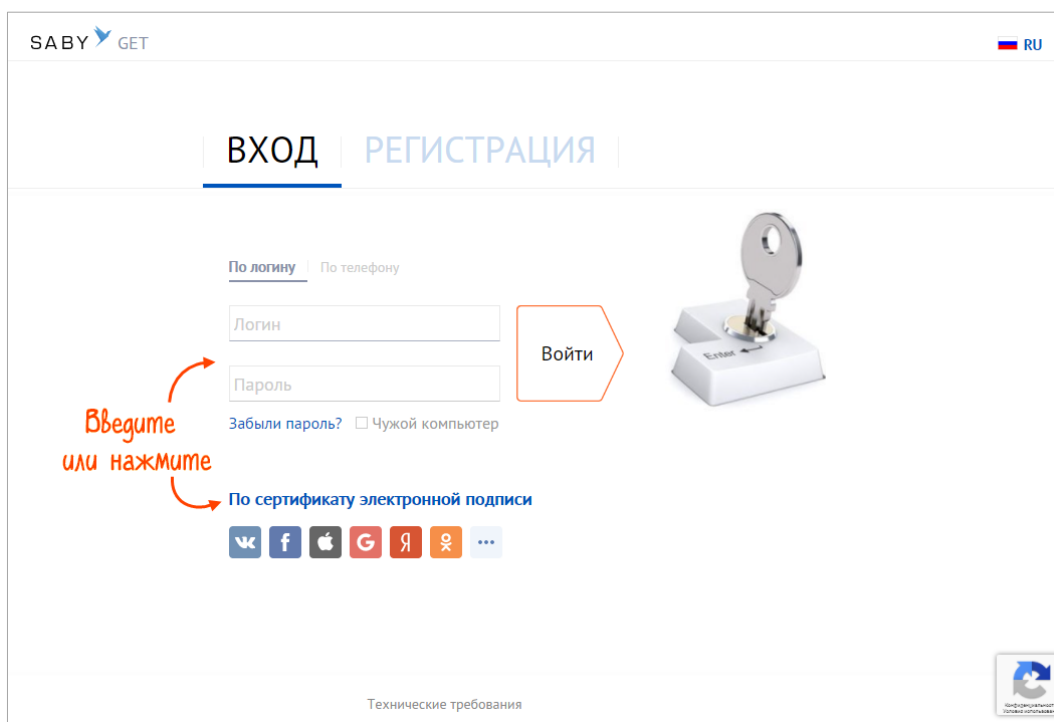 SABY GET
RU
ВХОД РЕГИСТРАЦИЯ
По логину По телефону
Логин
Войти
Enter
Пароль
Введите
или нажмите
Забыли пароль? Чужой компьютер
По сертификату электронной подписи
Технические требования